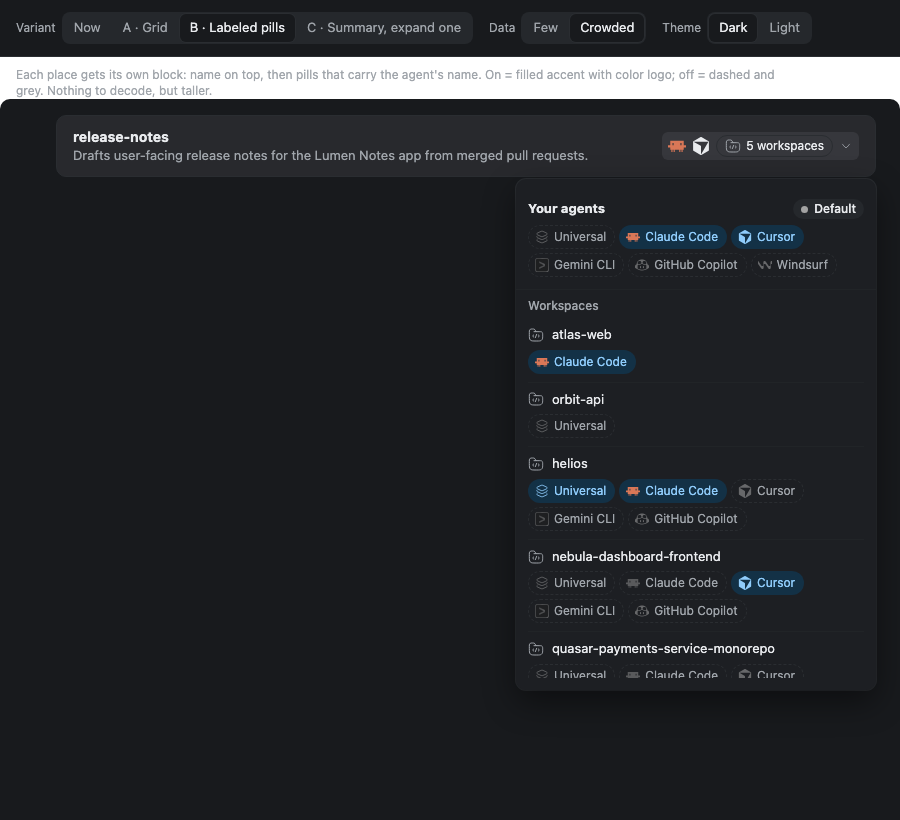 Variant Now A · Grid B · Labeled pills C · Summary, expand one Data Few Crowded Theme Dark Light
Each place gets its own block: name on top, then pills that carry the agent's name. On = filled accent with color logo; off = dashed and
grey. Nothing to decode, but taller.
release-notes
Drafts user-facing release notes for the Lumen Notes app from merged pull requests.
5 workspaces
Your agents Default
Universal Claude Code Cursor
Gemini CLI GitHub Copilot Windsurf
Workspaces
atlas-web
Claude Code
orbit-api
Universal
helios
Universal Claude Code Cursor
Gemini CLI GitHub Copilot
nebula-dashboard-frontend
Universal Claude Code Cursor
Gemini CLI GitHub Copilot
quasar-payments-service-monorepo
Universal Claude Code Cursor